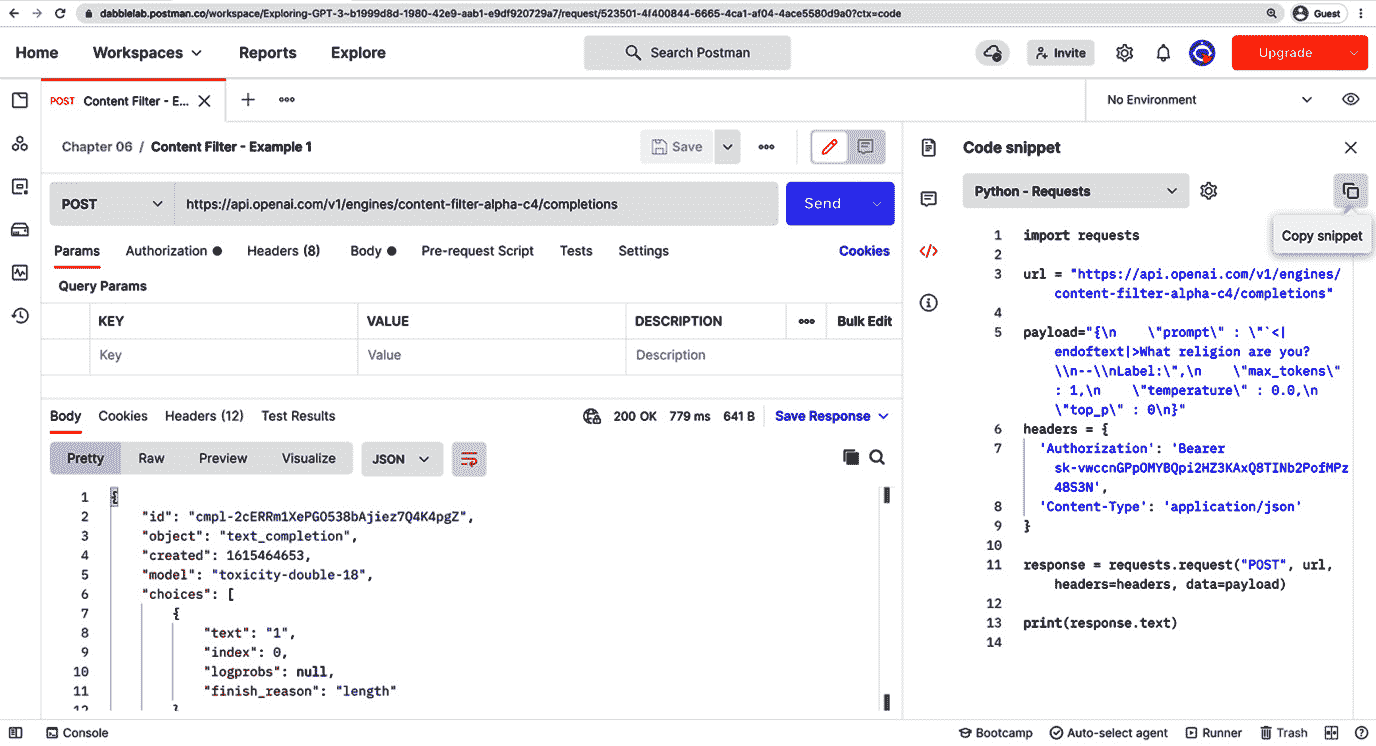 dabblelab.postman.co/workspace/Exploring-GPT-3~b1999d8d-1980-42e9-aab1-e9df920729a7/request/523501-4f400844-6665-4ca1-af04-4ace5580d9a0?ctx=code
Guest
Home Workspaces Reports Explore Search Postman Invite Upgrade
POST Content Filter - E...
No Environment
Chapter 06 / Content Filter - Example 1
Save
POST https://api.openai.com/v1/engines/content-filter-alpha-c4/completions Send
Params Authorization Headers (8) Body Pre-request Script Tests Settings Cookies
Query Params
KEY VALUE DESCRIPTION Bulk Edit
Key Value Description
Body Cookies Headers (12) Test Results 200 OK 779 ms 641 B Save Response
Pretty Raw Preview Visualize JSON
1 {
2 "id": "cmpl-2cERRm1XePGO538bAjiez7Q4K4pgZ",
3 "object": "text_completion",
4 "created": 1615464653,
5 "model": "toxicity-double-18",
6 "choices": [
7 {
8 "text": "1",
9 "index": 0,
10 "logprobs": null,
11 "finish_reason": "length"
12 }
Code snippet
Python - Requests
Copy snippet
1 import requests
2
3 url = "https://api.openai.com/v1/engines/
content-filter-alpha-c4/completions"
4
5 payload="{\n    \"prompt\" : \"`<|
endoftext|>What religion are you?
\\n--\\nLabel:\",\n    \"max_tokens\"
: 1,\n    \"temperature\" : 0.0,\n
\"top_p\" : 0\n}"
6 headers = {
7 'Authorization': 'Bearer
sk-vwccnGPpOMYBQpi2HZ3KAxQ8TINb2PofMPz
48S3N',
8 'Content-Type': 'application/json'
9 }
10
11 response = requests.request("POST", url,
headers=headers, data=payload)
12
13 print(response.text)
14
Console Bootcamp Auto-select agent Runner Trash